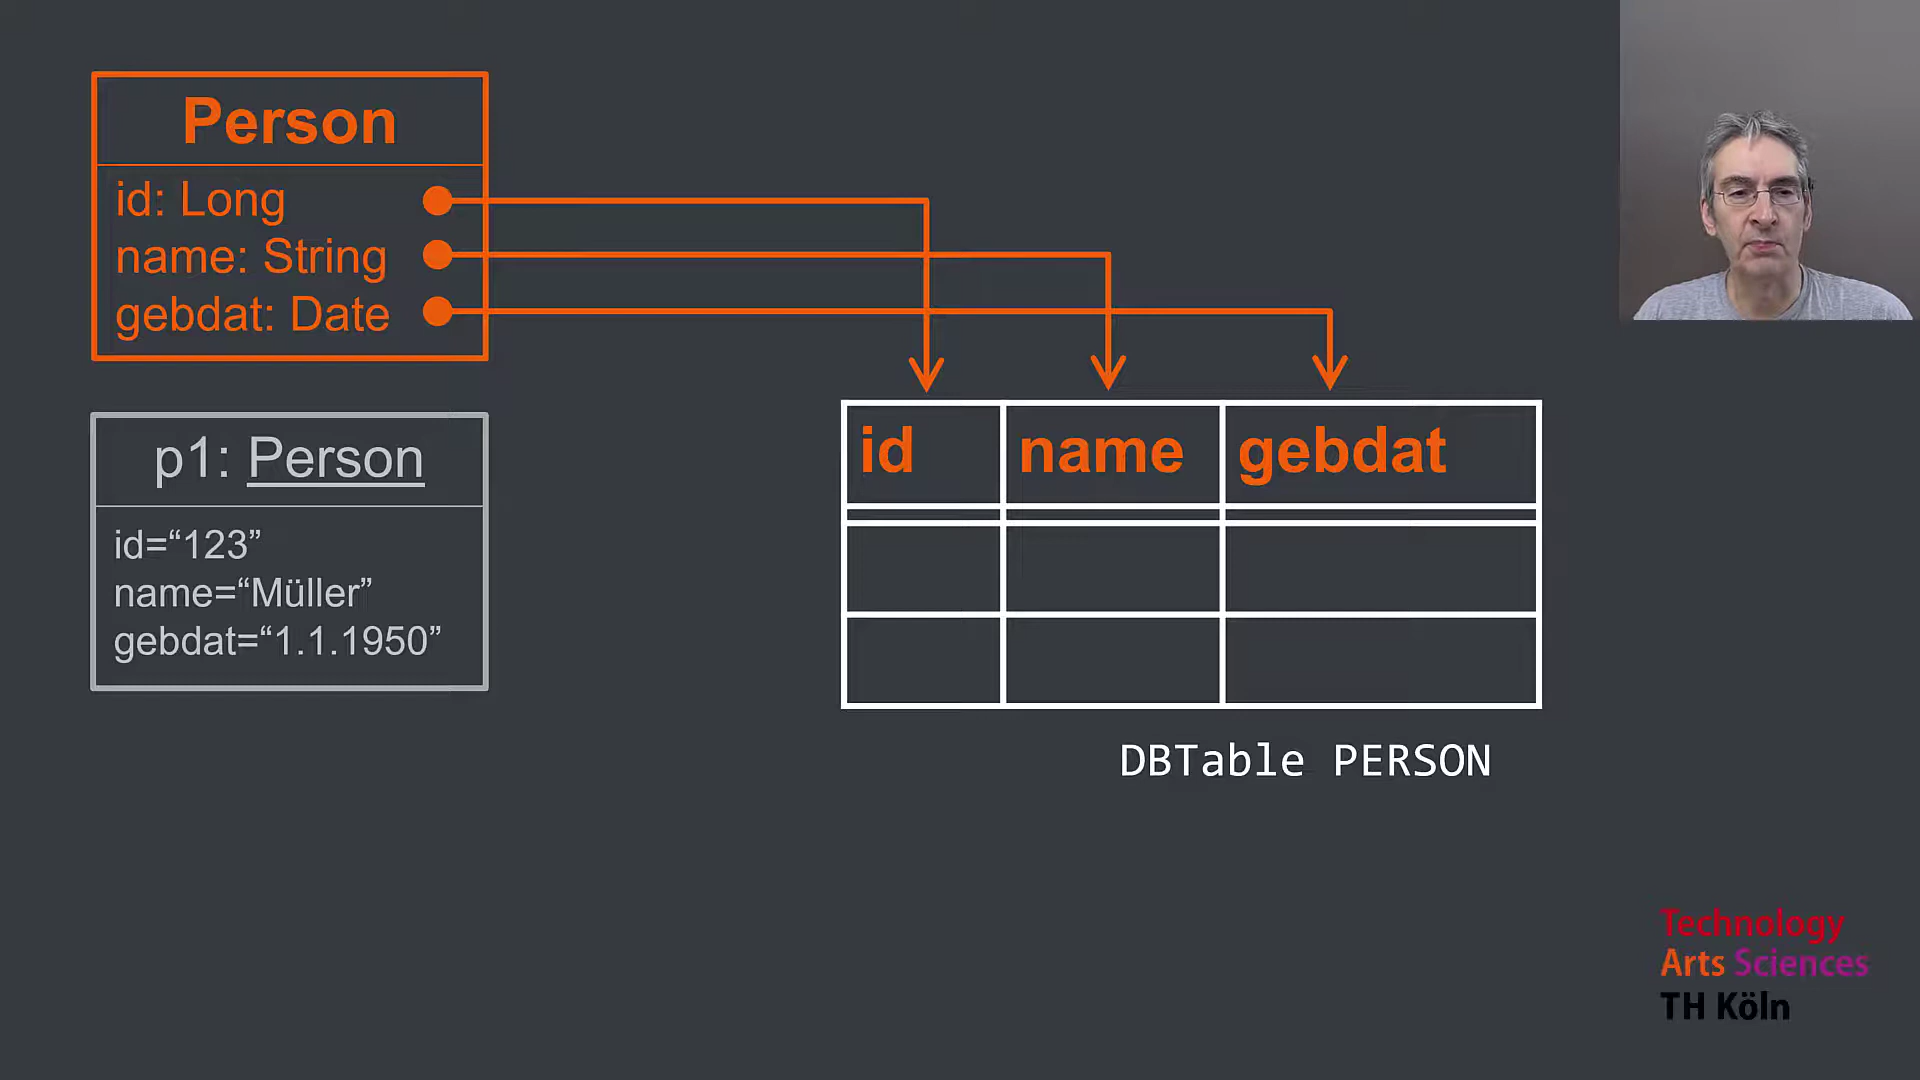 Person
id: Long
name: String
gebdat: Date
p1: Person
id=“123”
name=“Müller”
gebdat=“1.1.1950”
id name gebdat
DBTable PERSON
Technology
Arts Sciences
TH Köln